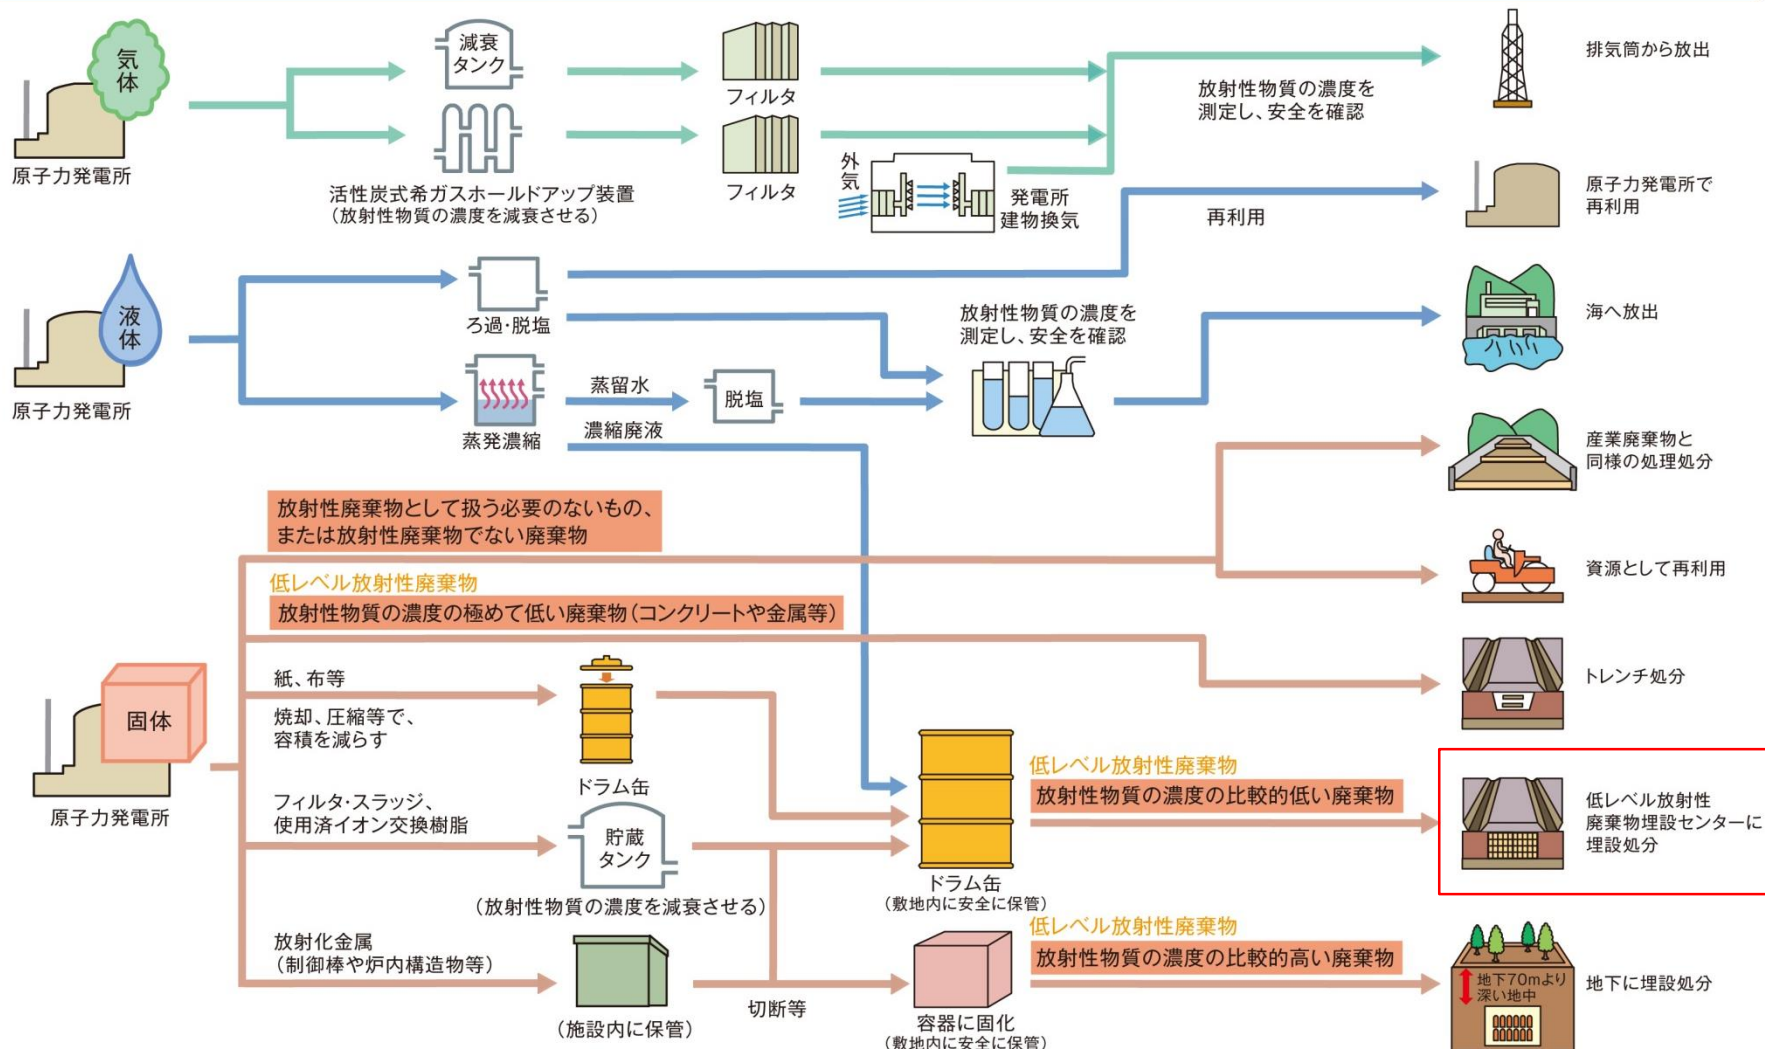 気
体
原子力発電所
減衰
タンク
フィルタ
活性炭式希ガスホールドアップ装置
(放射性物質の濃度を減衰させる)
フィルタ
外
気
発電所
建物換気
放射性物質の濃度を
測定し、安全を確認
排気筒から放出
液
体
原子力発電所
ろ過・脱塩
再利用
原子力発電所で
再利用
蒸発濃縮
蒸留水
脱塩
濃縮廃液
放射性物質の濃度を
測定し、安全を確認
海へ放出
産業廃棄物と
同様の処理処分
放射性廃棄物として扱う必要のないもの、
または放射性廃棄物でない廃棄物
資源として再利用
低レベル放射性廃棄物
放射性物質の濃度の極めて低い廃棄物(コンクリートや金属等)
トレンチ処分
固体
原子力発電所
紙、布等
焼却、圧縮等で、
容積を減らす
ドラム缶
フィルタ・スラッジ、
使用済イオン交換樹脂
貯蔵
タンク
(放射性物質の濃度を減衰させる)
ドラム缶
(敷地内に安全に保管)
低レベル放射性廃棄物
放射性物質の濃度の比較的低い廃棄物
低レベル放射性
廃棄物埋設センターに
埋設処分
放射化金属
(制御棒や炉内構造物等)
(施設内に保管)
切断等
容器に固化
(敷地内に安全に保管)
低レベル放射性廃棄物
放射性物質の濃度の比較的高い廃棄物
地下70mより
深い地中
地下に埋設処分